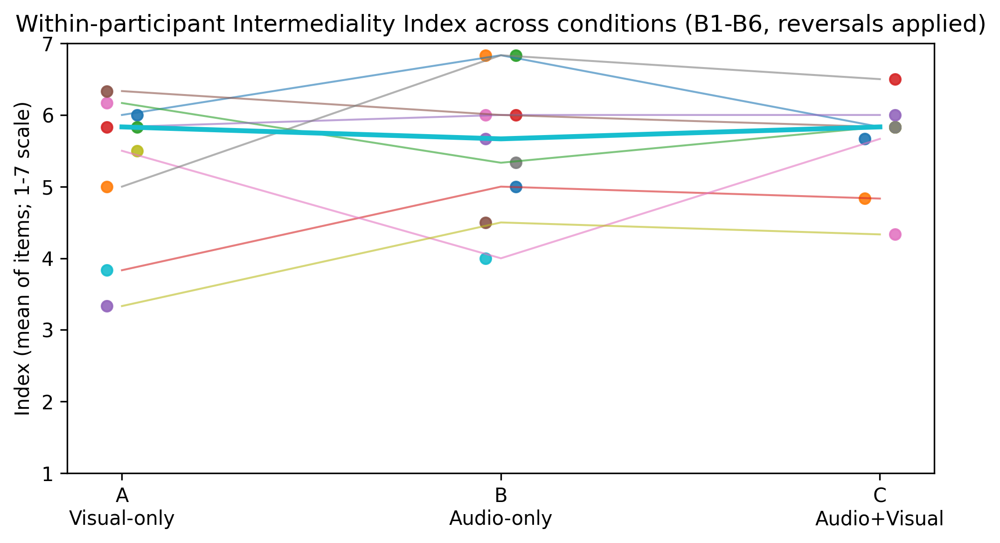 Within-participant Intermediality Index across conditions (B1-B6, reversals applied)
Index (mean of items; 1-7 scale)
7
6
5
4
3
2
1
A
Visual-only
B
Audio-only
C
Audio+Visual